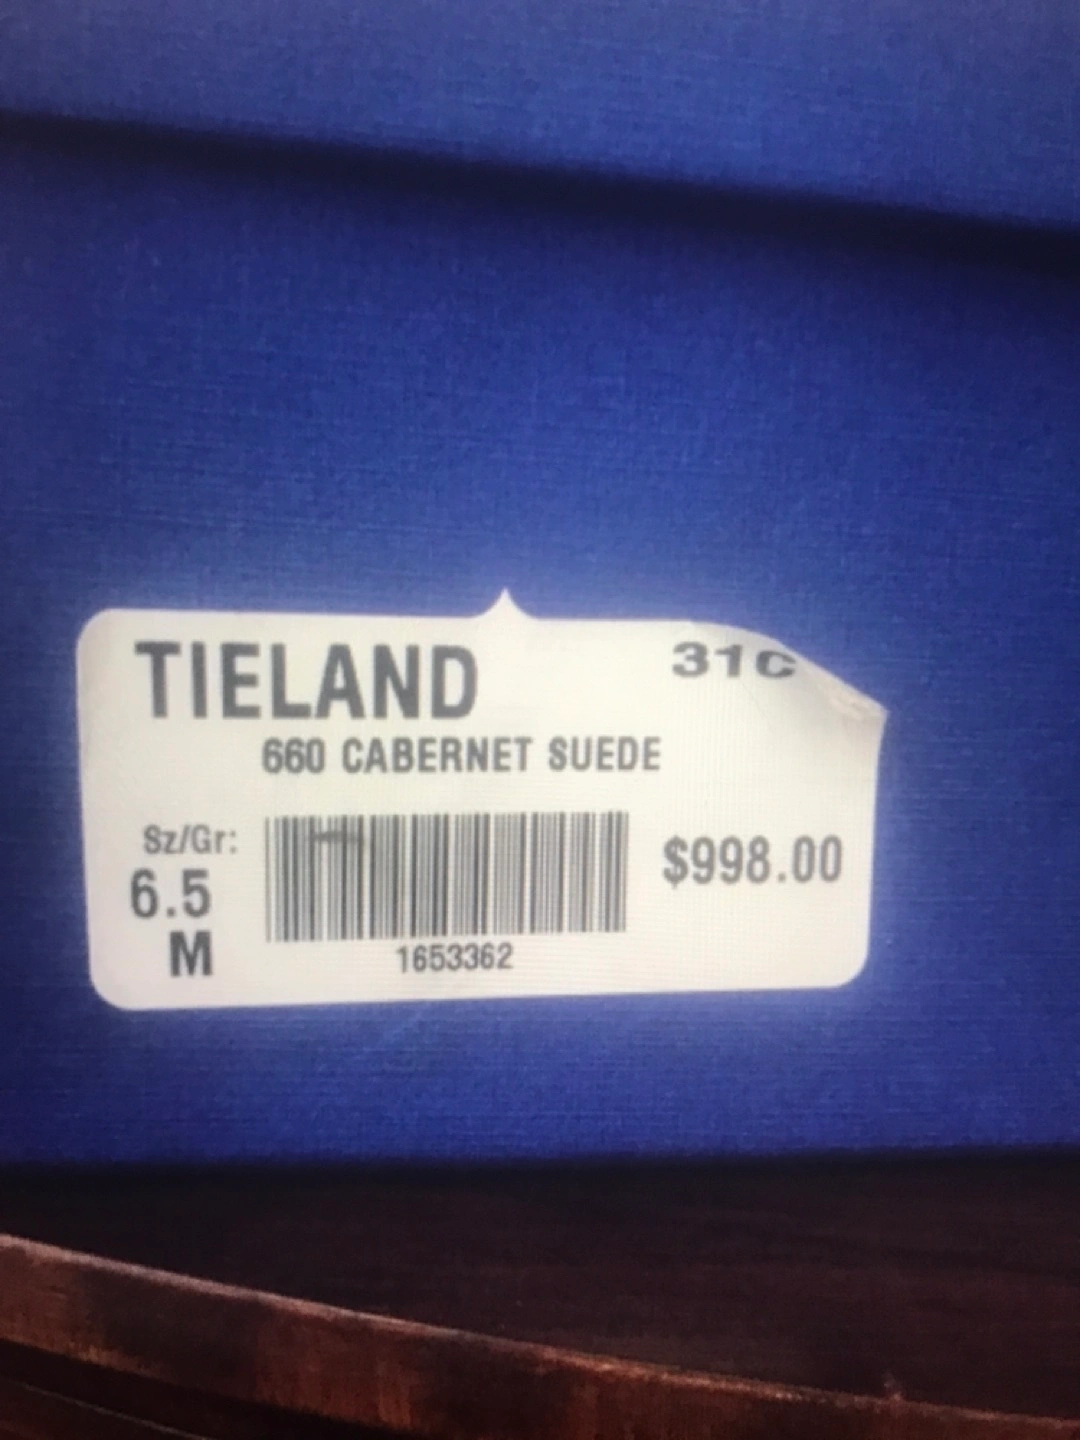 TIELAND
31C
660 CABERNET SUEDE
Sz/Gr:
6.5
M
1653362
$998.00